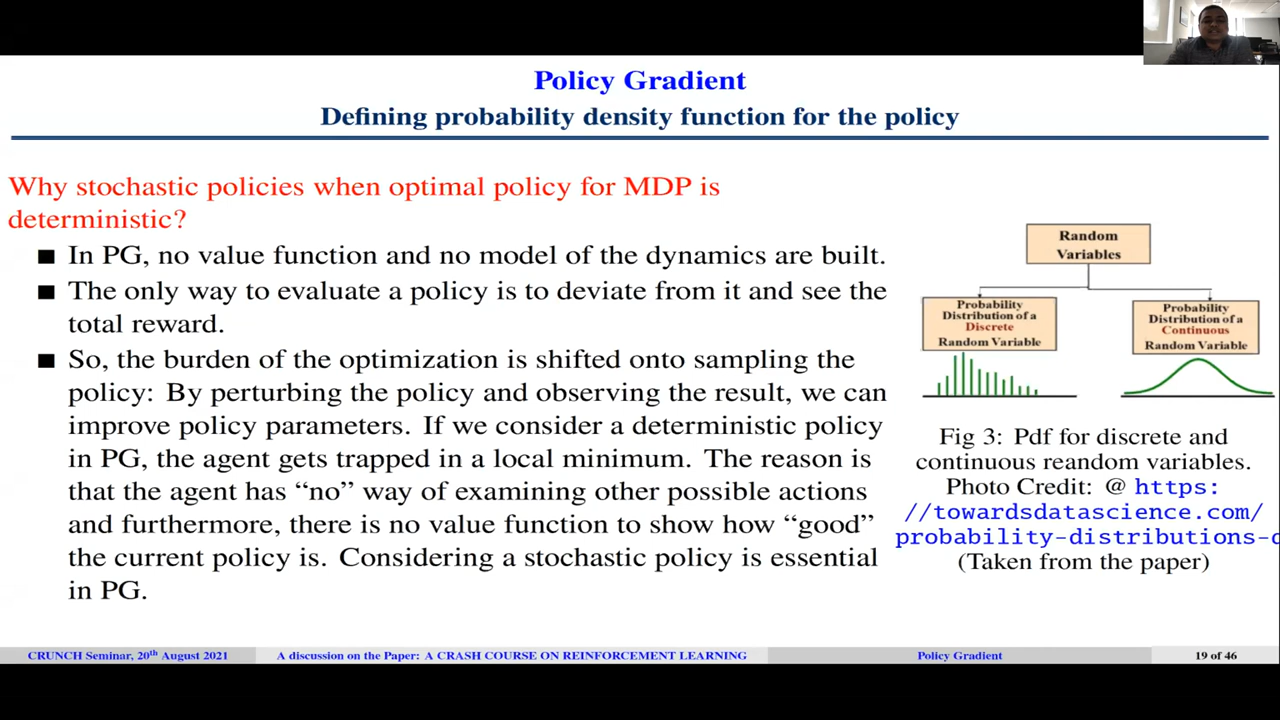 Policy Gradient
Defining probability density function for the policy
Why stochastic policies when optimal policy for MDP is
deterministic?
■ In PG, no value function and no model of the dynamics are built.
■ The only way to evaluate a policy is to deviate from it and see the
total reward.
■ So, the burden of the optimization is shifted onto sampling the
policy: By perturbing the policy and observing the result, we can
improve policy parameters. If we consider a deterministic policy
in PG, the agent gets trapped in a local minimum. The reason is
that the agent has “no” way of examining other possible actions
and furthermore, there is no value function to show how “good”
the current policy is. Considering a stochastic policy is essential
in PG.
Random
Variables
Probability
Distribution of a
Discrete
Random Variable
Probability
Distribution of a
Continuous
Random Variable
Fig 3: Pdf for discrete and
continuous reandom variables.
Photo Credit: @ https:
//towardsdatascience.com/
probability-distributions-
(Taken from the paper)
CRUNCH Seminar, 20th August 2021
A discussion on the Paper: A CRASH COURSE ON REINFORCEMENT LEARNING
Policy Gradient
19 of 46